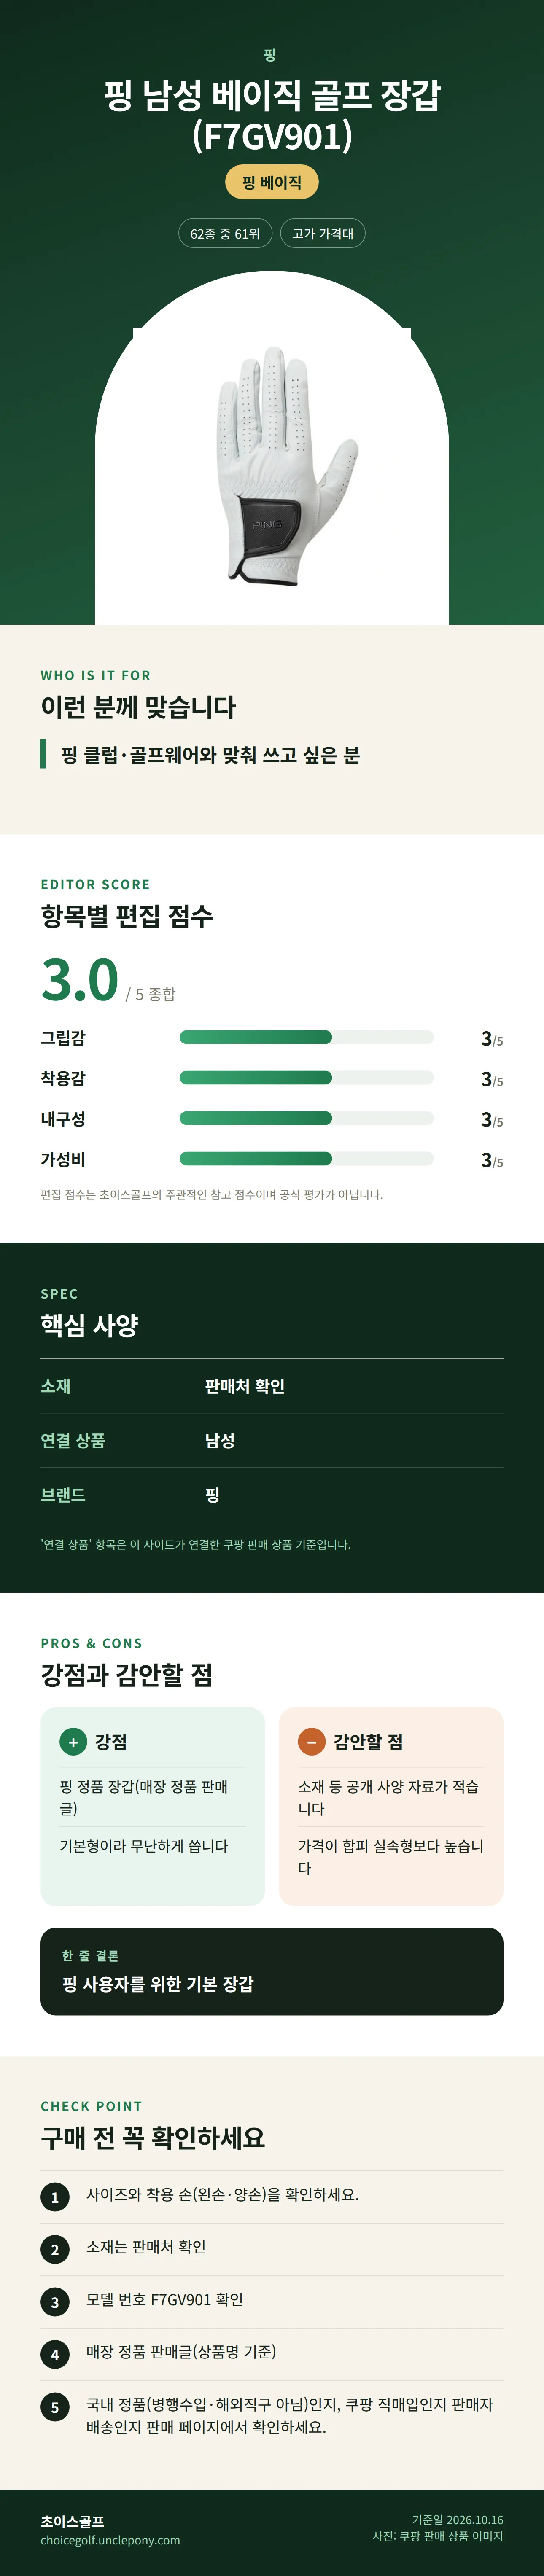 핑
핑 남성 베이직 골프 장갑
(F7GV901)
핑 베이직
62종 중 61위
고가 가격대
PING
WHO IS IT FOR
이런 분께 맞습니다
핑 클럽·골프웨어와 맞춰 쓰고 싶은 분
EDITOR SCORE
항목별 편집 점수
3.0 / 5 종합
그립감 3/5
착용감 3/5
내구성 3/5
가성비 3/5
편집 점수는 초이스골프의 주관적인 참고 점수이며 공식 평가가 아닙니다.
SPEC
핵심 사양
소재 판매처 확인
연결 상품 남성
브랜드 핑
'연결 상품' 항목은 이 사이트가 연결한 쿠팡 판매 상품 기준입니다.
PROS & CONS
강점과 감안할 점
+ 강점
핑 정품 장갑(매장 정품 판매
글)
기본형이라 무난하게 씁니다
− 감안할 점
소재 등 공개 사양 자료가 적습
니다
가격이 합피 실속형보다 높습니
다
한 줄 결론
핑 사용자를 위한 기본 장갑
CHECK POINT
구매 전 꼭 확인하세요
1 사이즈와 착용 손(왼손·양손)을 확인하세요.
2 소재는 판매처 확인
3 모델 번호 F7GV901 확인
4 매장 정품 판매글(상품명 기준)
5 국내 정품(병행수입·해외직구 아님)인지, 쿠팡 직매입인지 판매자
배송인지 판매 페이지에서 확인하세요.
초이스골프
choicegolf.unclepony.com
기준일 2026.10.16
사진: 쿠팡 판매 상품 이미지